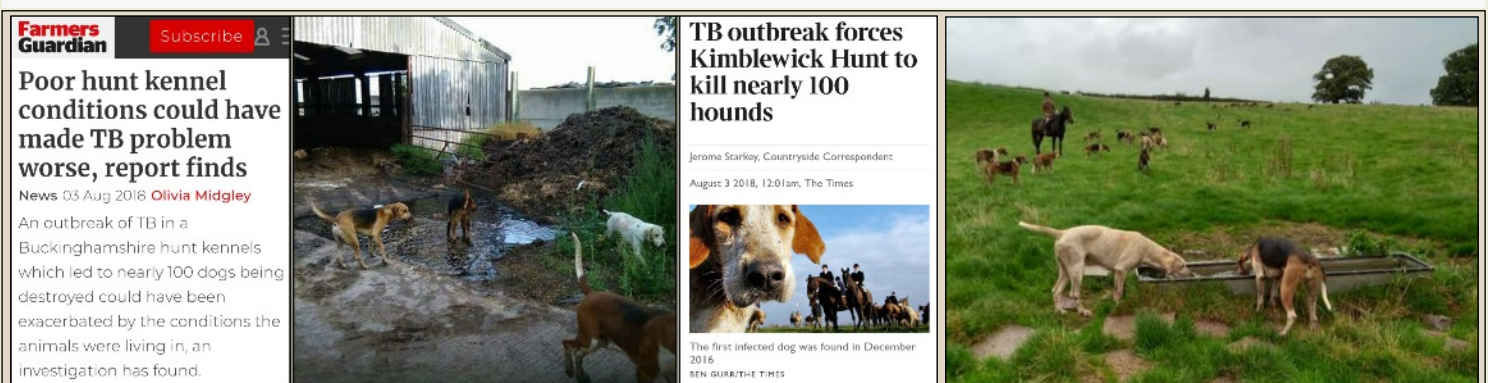 Farmers
Guardian
Subscribe
Poor hunt kennel
conditions could have
made TB problem
worse, report finds
News 03 Aug 2018 Olivia Midgley
An outbreak of TB in a
Buckinghamshire hunt kennels
which led to nearly 100 dogs being
destroyed could have been
exacerbated by the conditions the
animals were living in, an
investigation has found.
TB outbreak forces
Kimblewick Hunt to
kill nearly 100
hounds
Jerome Starkey, Countryside Correspondent
August 3 2018, 12:01am, The Times
The first infected dog was found in December
2016
BEN GURR/THE TIMES